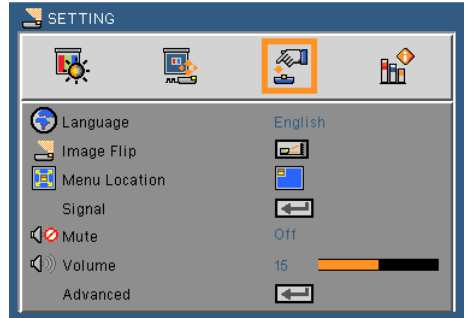 SETTING
Language English
Image Flip
Menu Location
Signal
Mute Off
Volume 15
Advanced